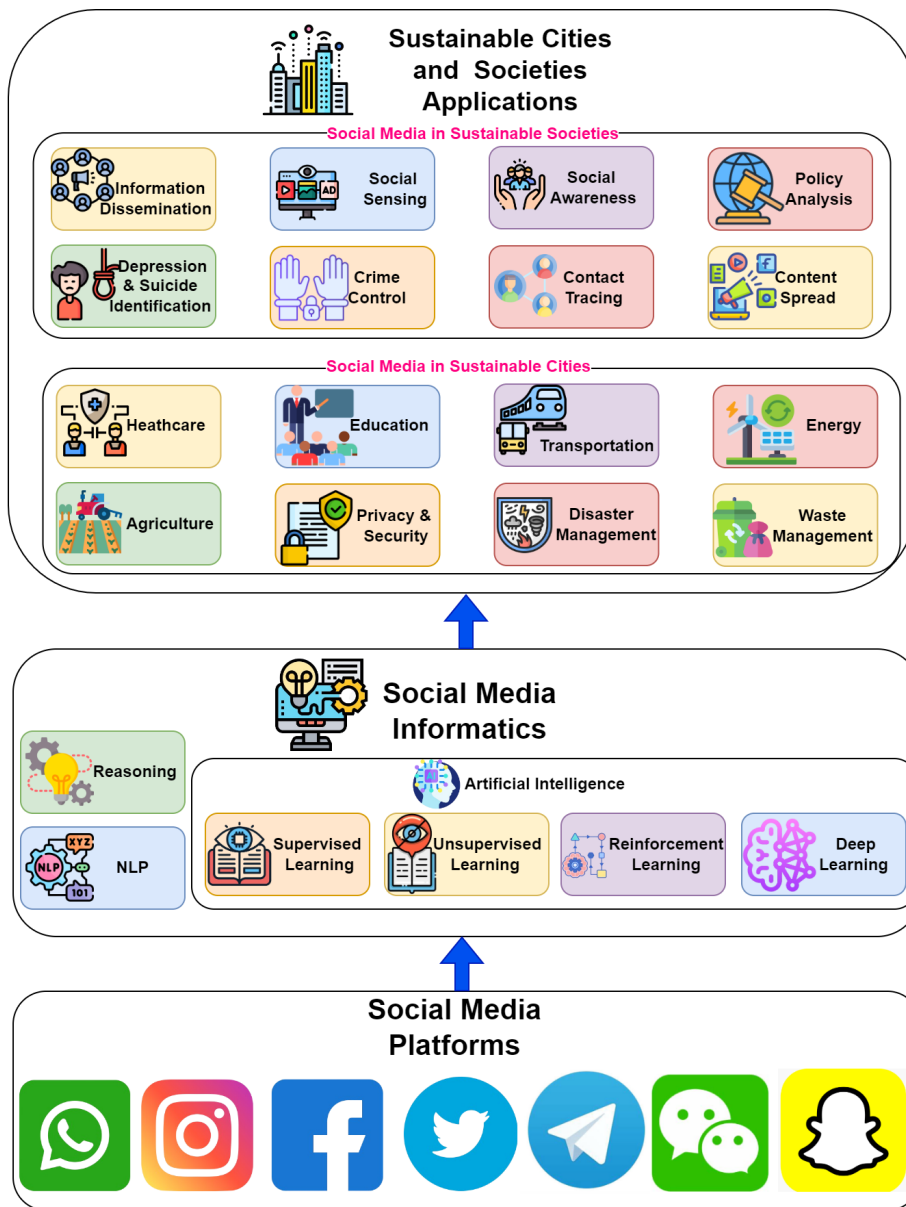 Sustainable Cities
and Societies
Applications
Social Media in Sustainable Societies
Information
Dissemination
Social
Sensing
AD
Social
Awareness
Policy
Analysis
Depression
& Suicide
Identification
Crime
Control
Contact
Tracing
Content
Spread
Social Media in Sustainable Cities
Heathcare
Education
Transportation
Energy
Agriculture
Privacy &
Security
Disaster
Management
Waste
Management
Social Media
Informatics
Reasoning
Artificial Intelligence
AI
Supervised
Learning
Unsupervised
Learning
Reinforcement
Learning
Deep
Learning
XYZ
NLP
101
NLP
Social Media
Platforms